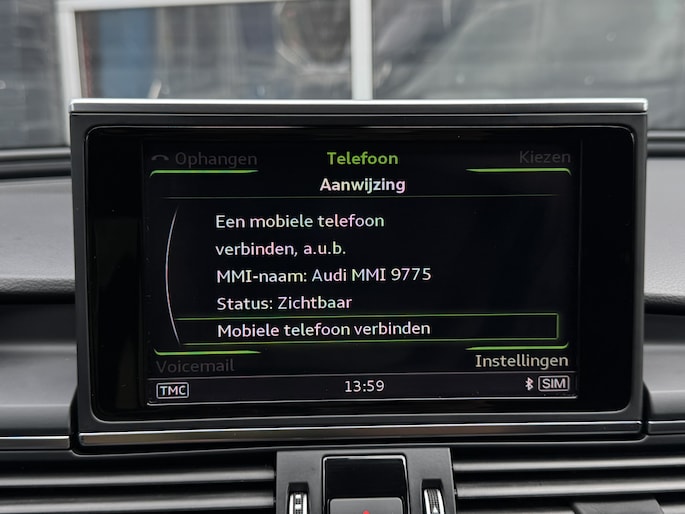 Ophangen Telefoon Kiezen
Aanwijzing
Een mobiele telefoon
verbinden, a.u.b.
MMI-naam: Audi MMI 9775
Status: Zichtbaar
Mobiele telefoon verbinden
Voicemail Instellingen
TMC 13:59 SIM